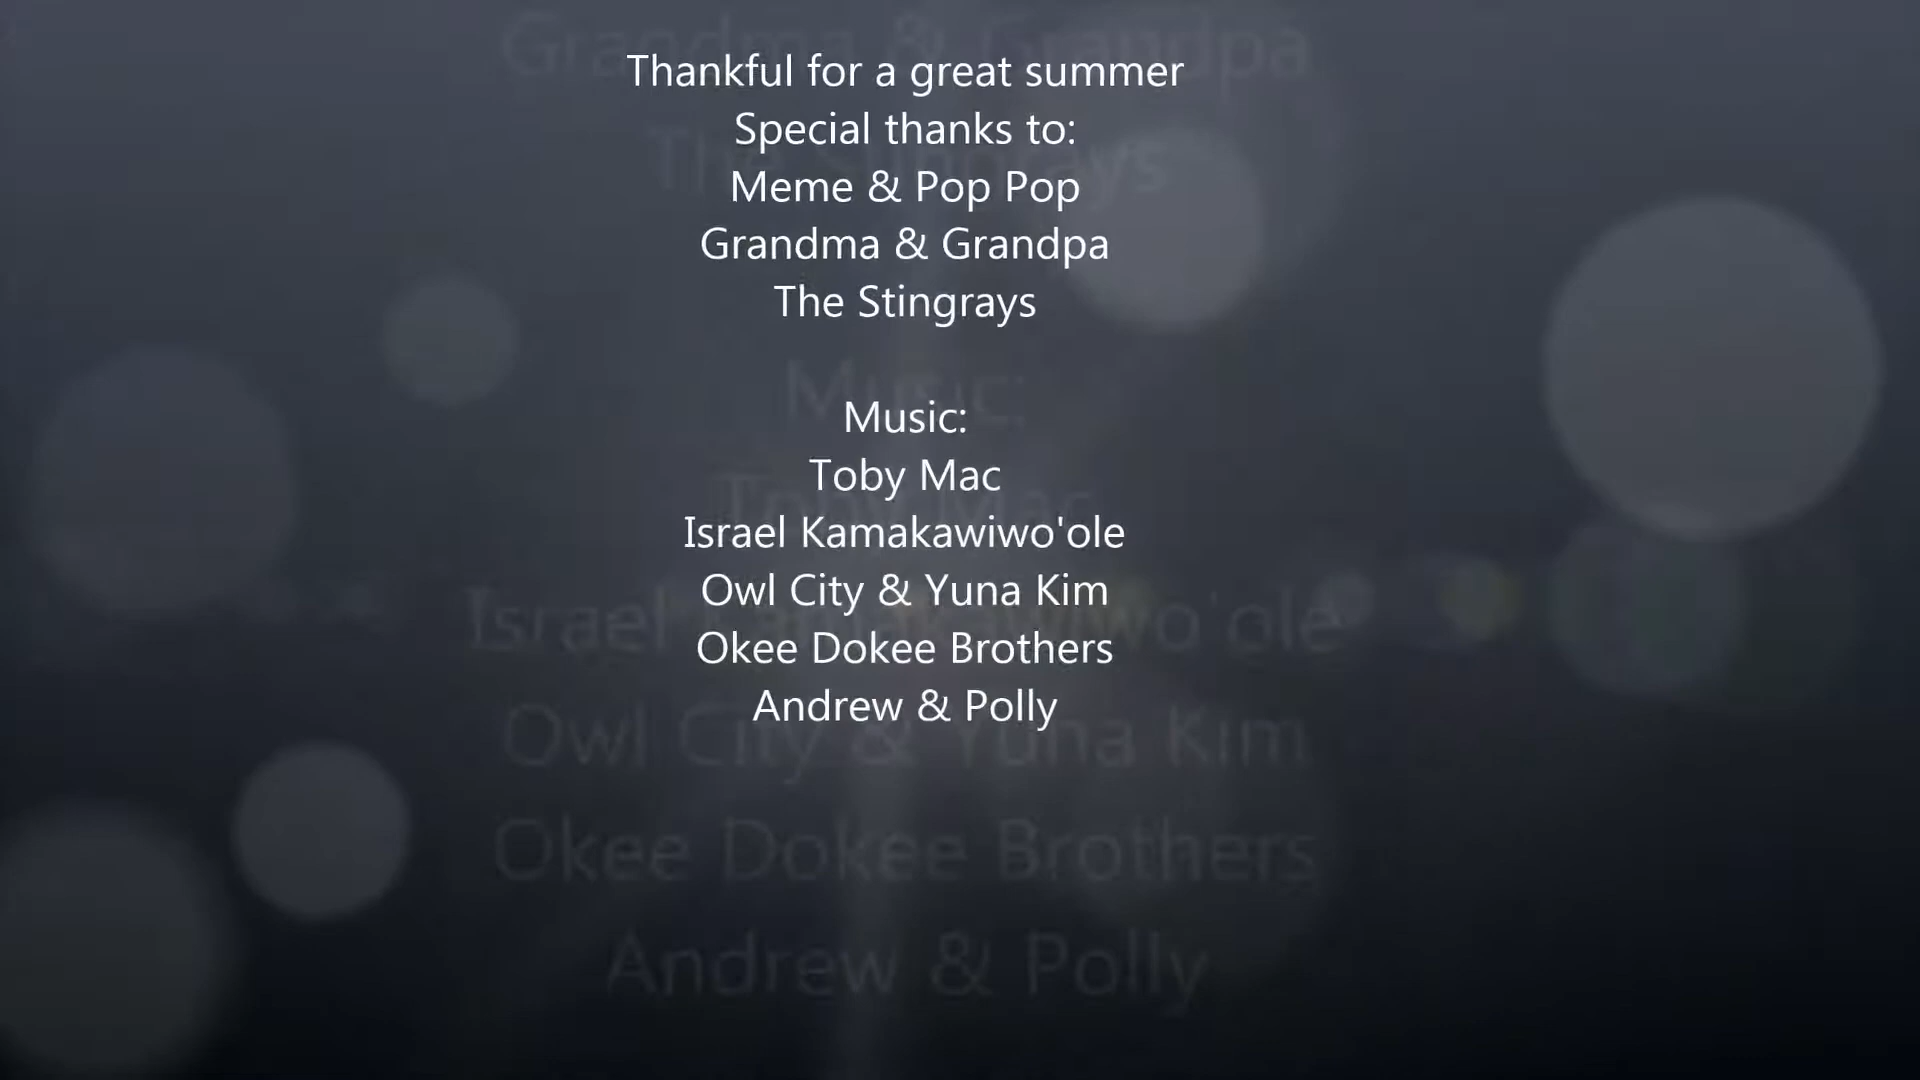 Thankful for a great summer
Special thanks to:
Meme & Pop Pop
Grandma & Grandpa
The Stingrays
Music:
Toby Mac
Israel Kamakawiwo'ole
Owl City & Yuna Kim
Okee Dokee Brothers
Andrew & Polly